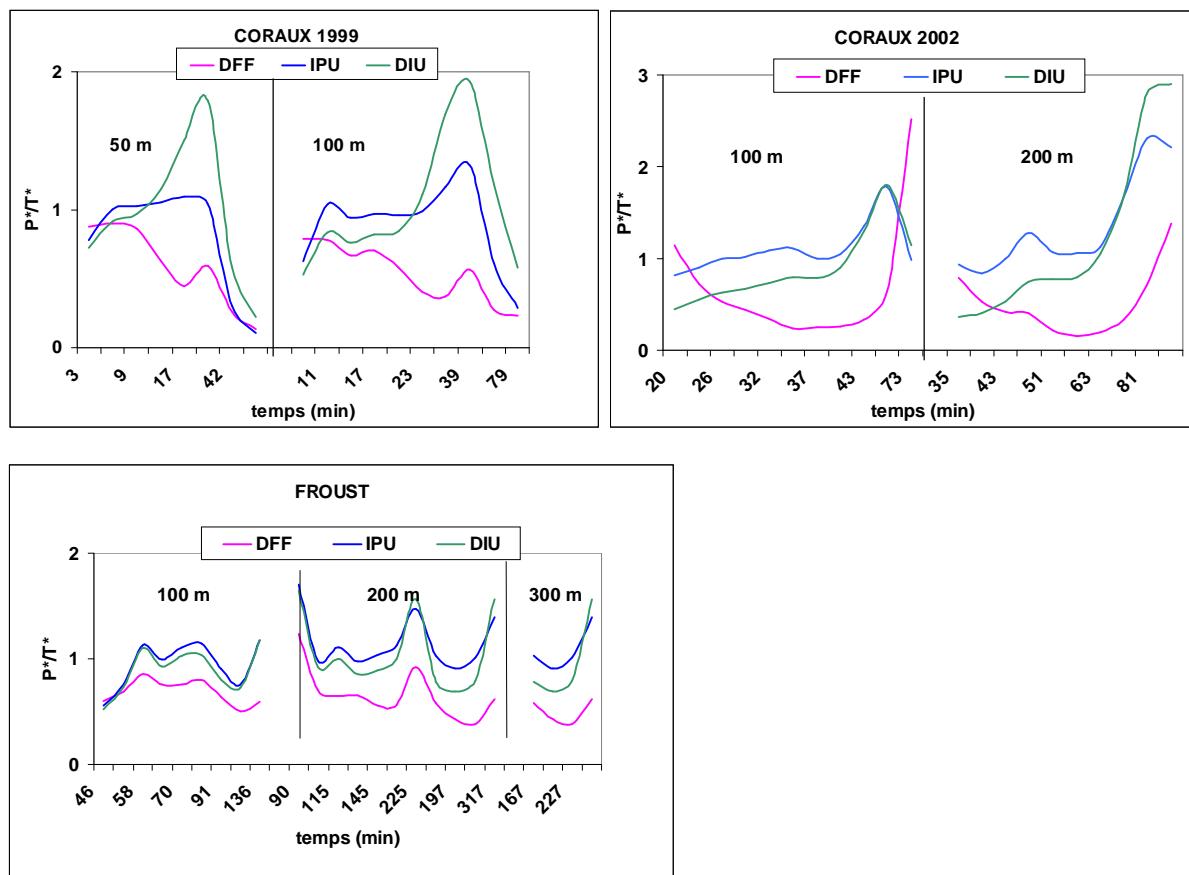 CORAUX 1999
DFF IPU DIU
2
50 m 100 m
1
P*/T*
0
3 9 17 42 11 17 23 39 79
temps (min)
CORAUX 2002
DFF IPU DIU
3
100 m 200 m
2
P*/T*
1
0
20 26 32 37 43 73 35 43 51 63 81
temps (min)
FROUST
DFF IPU DIU
2
100 m 200 m 300 m
P*/T*
1
0
46 58 70 91 136 90 115 145 225 197 317 167 227
temps (min)